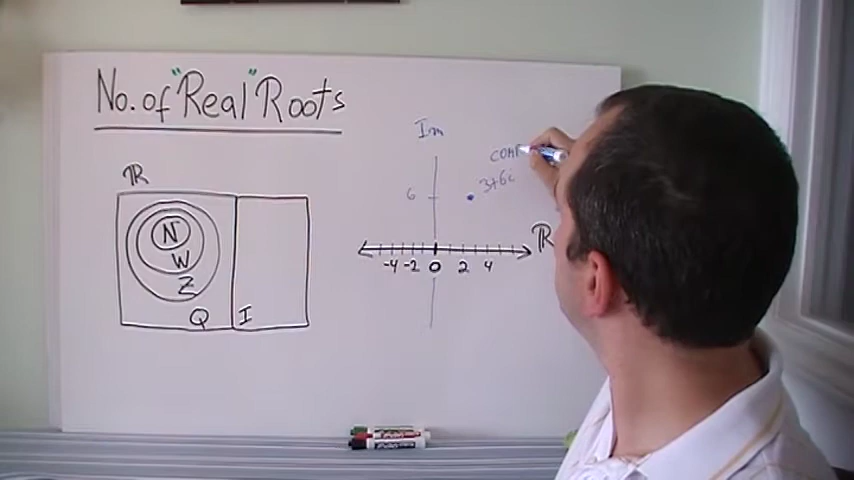 No. of "Real" Roots
R
N
W
Z
Q
I
Im
COMP
3+6i
6
R
-4 -2 0 2 4